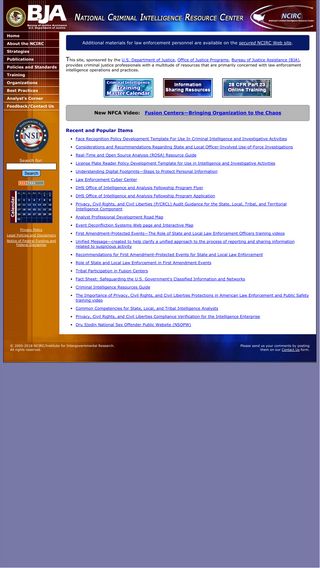 BJA
Bureau of Justice Assistance
U.S. Department of Justice
NATIONAL CRIMINAL INTELLIGENCE RESOURCE CENTER
NCIRC
Home
About the NCIRC
Strategies
Publications
Policies and Standards
Training
Organizations
Best Practices
Analyst's Corner
Feedback/Contact Us
Search for:
Search
Calendar
Privacy Policy
Legal Policies and Disclaimers
Notice of Federal Funding and
Federal Disclaimer
Additional materials for law enforcement personnel are available on the secured NCIRC Web site.
This site, sponsored by the U.S. Department of Justice, Office of Justice Programs, Bureau of Justice Assistance (BJA),
provides criminal justice professionals with a multitude of resources that are primarily concerned with law enforcement
intelligence operations and practices.
Criminal Intelligence
Training
Master Calendar
Information
Sharing Resources
28 CFR Part 23
Online Training
New NFCA Video: Fusion Centers—Bringing Organization to the Chaos
Recent and Popular Items
Face Recognition Policy Development Template For Use In Criminal Intelligence and Investigative Activities
Considerations and Recommendations Regarding State and Local Officer-Involved Use-of-Force Investigations
Real-Time and Open Source Analysis (ROSA) Resource Guide
License Plate Reader Policy Development Template for Use in Intelligence and Investigative Activities
Understanding Digital Footprints—Steps to Protect Personal Information
Law Enforcement Cyber Center
DHS Office of Intelligence and Analysis Fellowship Program Flyer
DHS Office of Intelligence and Analysis Fellowship Program Application
Privacy, Civil Rights, and Civil Liberties (P/CRCL) Audit Guidance for the State, Local, Tribal, and Territorial
Intelligence Component
Analyst Professional Development Road Map
Event Deconfliction Systems Web page and Interactive Map
First Amendment-Protected Events—The Role of State and Local Law Enforcement Officers training videos
Unified Message—created to help clarify a unified approach to the process of reporting and sharing information
related to suspicious activity
Recommendations for First Amendment-Protected Events for State and Local Law Enforcement
Role of State and Local Law Enforcement in First Amendment Events
Tribal Participation in Fusion Centers
Fact Sheet: Safeguarding the U.S. Government's Classified Information and Networks
Criminal Intelligence Resources Guide
The Importance of Privacy, Civil Rights, and Civil Liberties Protections in American Law Enforcement and Public Safety
training video
Common Competencies for State, Local, and Tribal Intelligence Analysts
Privacy, Civil Rights, and Civil Liberties Compliance Verification for the Intelligence Enterprise
Dru Sjodin National Sex Offender Public Website (NSOPW)
Please send us your comments by posting
them on our Contact Us form.
All rights reserved.